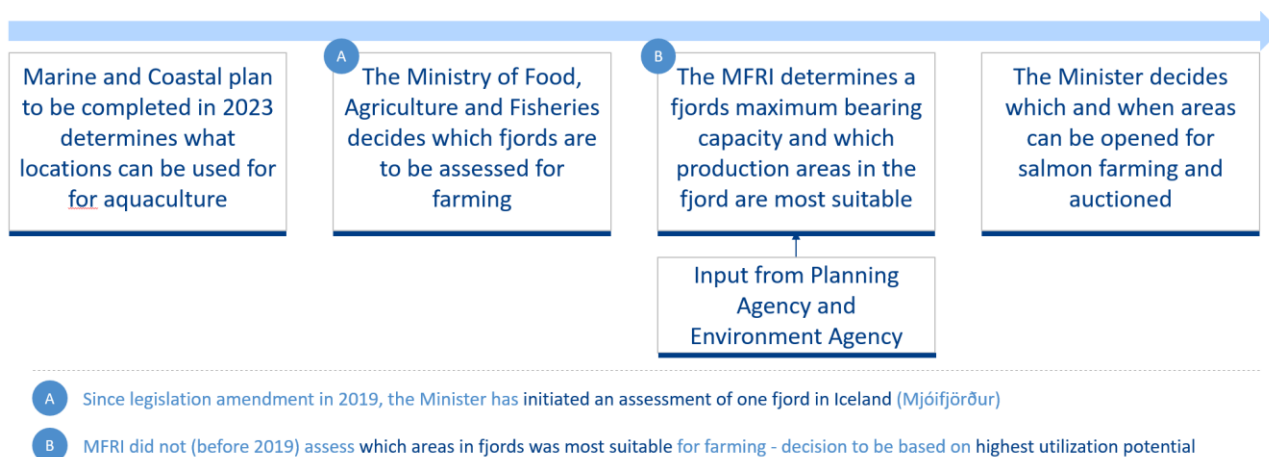 Marine and Coastal plan
to be completed in 2023
determines what
locations can be used for
for aquaculture
A
The Ministry of Food,
Agriculture and Fisheries
decides which fjords are
to be assessed for
farming
B
The MFRI determines a
fjords maximum bearing
capacity and which
production areas in the
fjord are most suitable
The Minister decides
which and when areas
can be opened for
salmon farming and
auctioned
Input from Planning
Agency and
Environment Agency
A Since legislation amendment in 2019, the Minister has initiated an assessment of one fjord in Iceland (Mjóifjörður)
B MFRI did not (before 2019) assess which areas in fjords was most suitable for farming - decision to be based on highest utilization potential